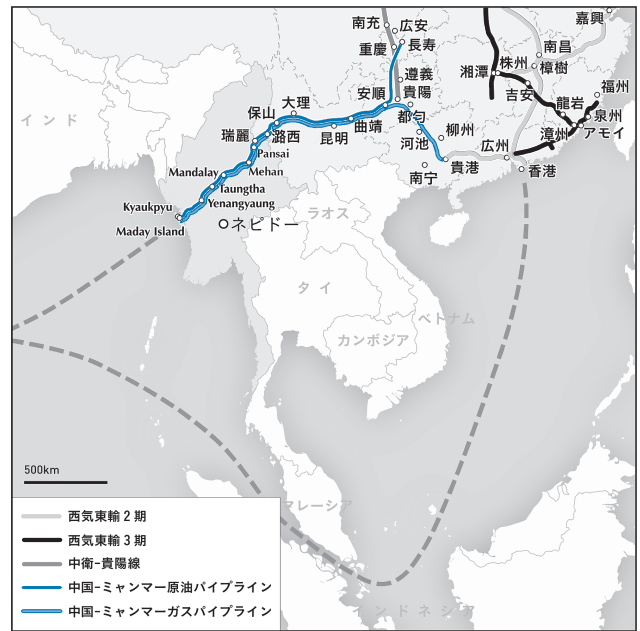 嘉興
南充 広安
重慶 長寿
南昌
樟樹
株州
湘潭
遵義
貴陽
吉安
福州
安順
龍岩
泉州
大理
保山
都匀
アモイ
漳州
瑞麗 潞西
昆明
曲靖
柳州
河池
広州
インド
Pansai
Mandalay
Mehan
貴港
南宁
香港
Taungtha
Kyaukpyu
Yenangyaung
Maday Island
ネピドー
ラオス
タイ
ベトナム
カンボジア
500km
マレーシア
西気東輸2期
西気東輸3期
中衛−貴陽線
中国−ミャンマー原油パイプライン
中国−ミャンマーガスパイプライン
インドネシア